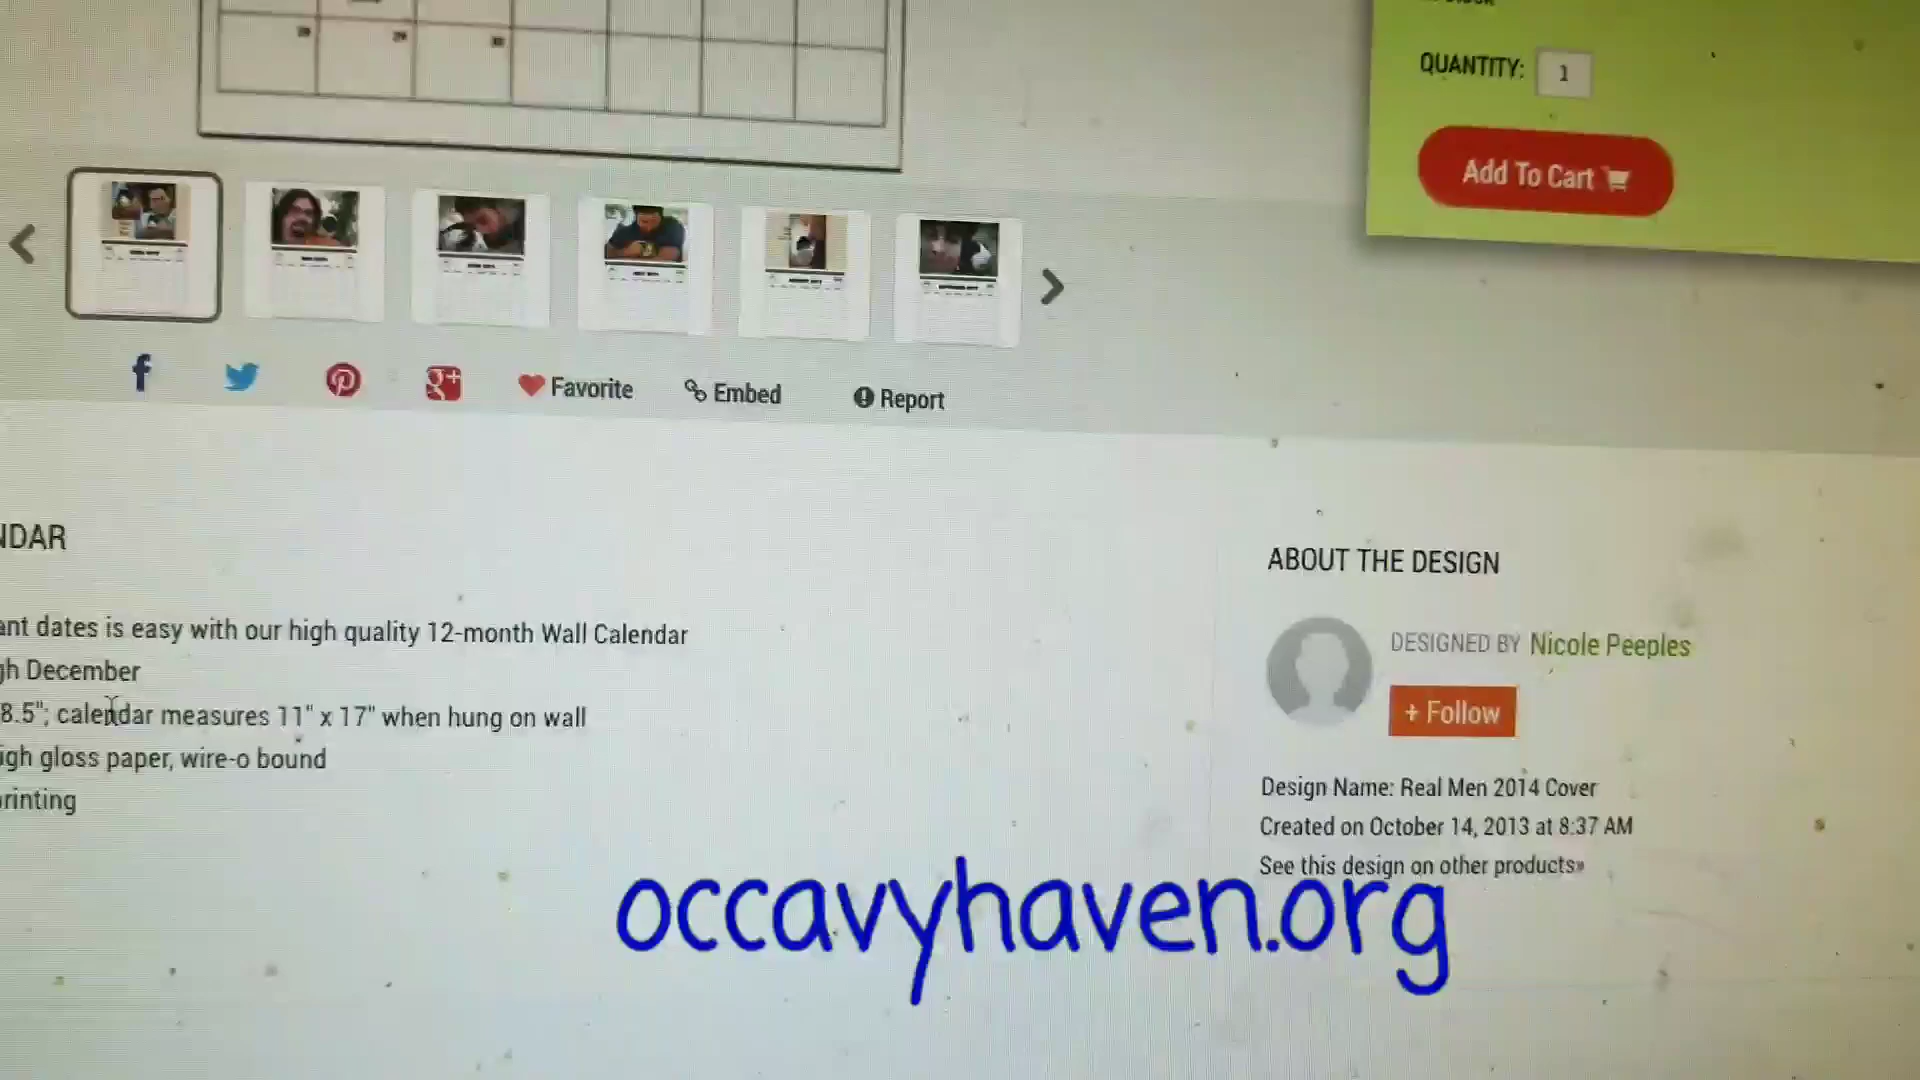 29
30
QUANTITY: 1
Add To Cart
f
g+
Favorite
Embed
Report
NDAR
ant dates is easy with our high quality 12-month Wall Calendar
gh December
8.5"; calendar measures 11" x 17" when hung on wall
igh gloss paper, wire-o bound
rinting
ABOUT THE DESIGN
DESIGNED BY Nicole Peeples
+ Follow
Design Name: Real Men 2014 Cover
Created on October 14, 2013 at 8:37 AM
See this design on other products»
occavyhaven.org